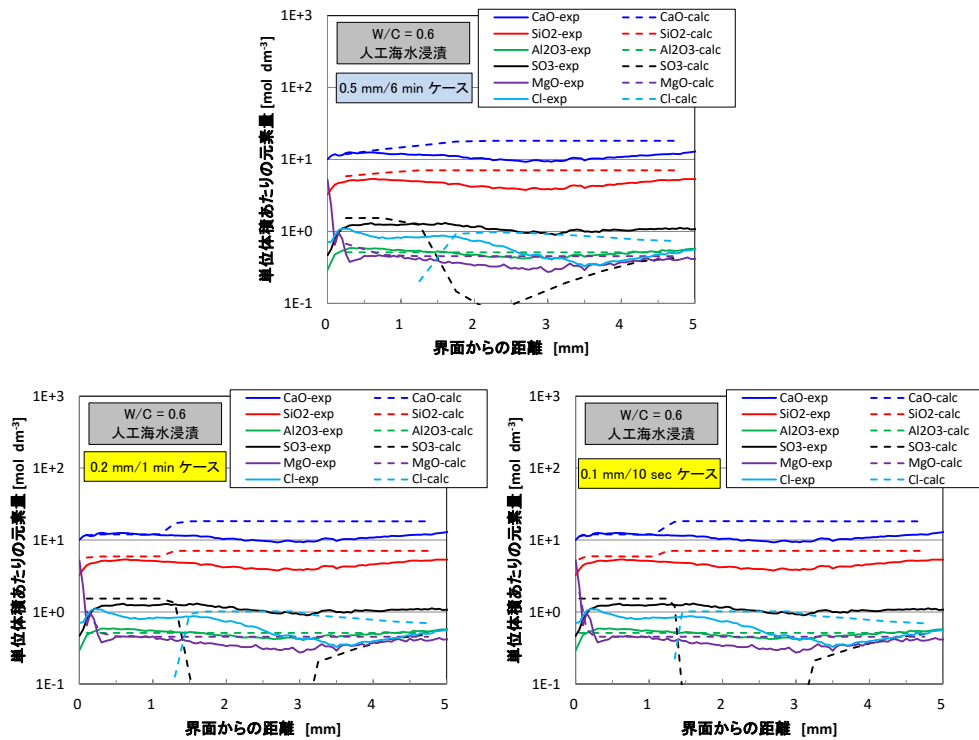 1E+3
1E+2
1E+1
1E+0
1E-1
単位体積あたりの元素量 [mol dm-3]
W/C = 0.6
人工海水浸漬
0.5 mm/6 min ケース
CaO-exp
CaO-calc
SiO2-exp
SiO2-calc
Al2O3-exp
Al2O3-calc
SO3-exp
SO3-calc
MgO-exp
MgO-calc
Cl-exp
Cl-calc
0 1 2 3 4 5
界面からの距離 [mm]
1E+3
1E+2
1E+1
1E+0
1E-1
単位体積あたりの元素量 [mol dm-3]
W/C = 0.6
人工海水浸漬
0.2 mm/1 min ケース
CaO-exp
CaO-calc
SiO2-exp
SiO2-calc
Al2O3-exp
Al2O3-calc
SO3-exp
SO3-calc
MgO-exp
MgO-calc
Cl-exp
Cl-calc
0 1 2 3 4 5
界面からの距離 [mm]
1E+3
1E+2
1E+1
1E+0
1E-1
単位体積あたりの元素量 [mol dm-3]
W/C = 0.6
人工海水浸漬
0.1 mm/10 sec ケース
CaO-exp
CaO-calc
SiO2-exp
SiO2-calc
Al2O3-exp
Al2O3-calc
SO3-exp
SO3-calc
MgO-exp
MgO-calc
Cl-exp
Cl-calc
0 1 2 3 4 5
界面からの距離 [mm]